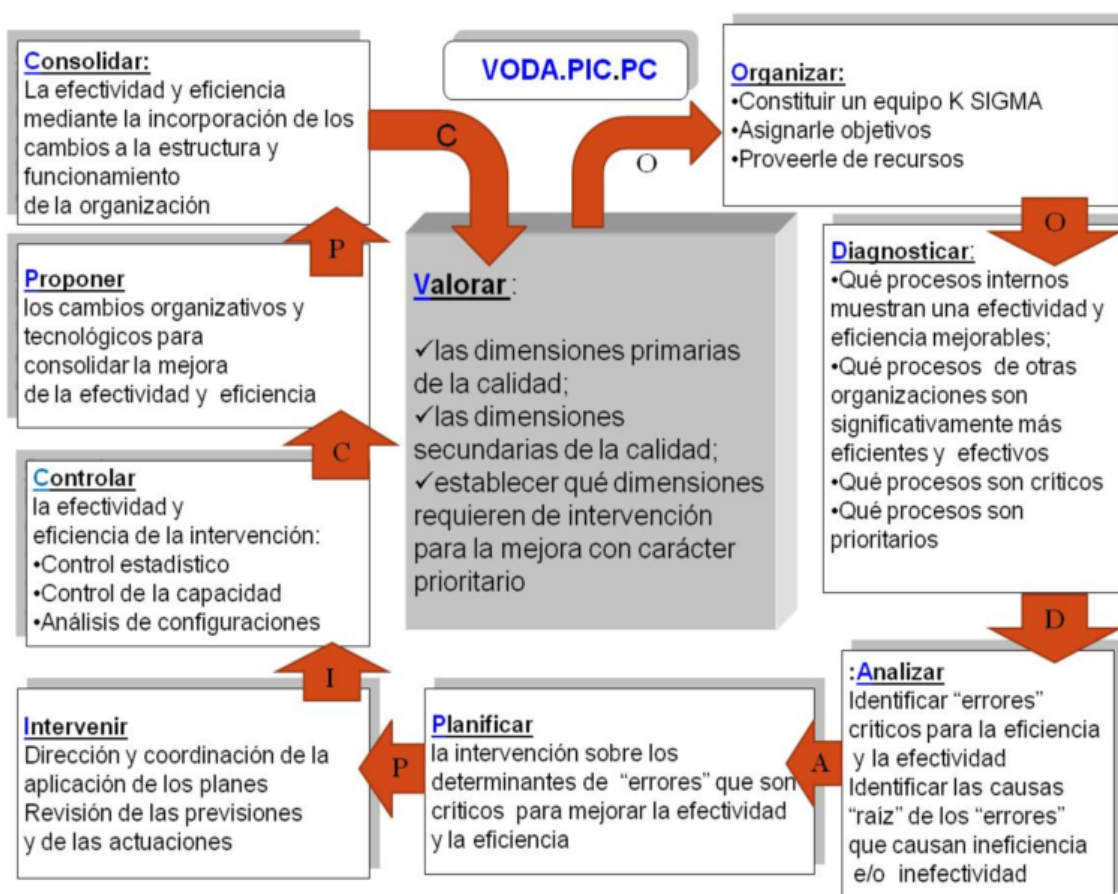 VODA.PIC.PC
Valorar:
✓las dimensiones primarias
de la calidad;
✓las dimensiones
secundarias de la calidad;
✓establecer qué dimensiones
requieren de intervención
para la mejora con carácter
prioritario
O
Organizar:
•Constituir un equipo K SIGMA
•Asignarle objetivos
•Proveerle de recursos
O
Diagnosticar:
•Qué procesos internos
muestran una efectividad y
eficiencia mejorables;
•Qué procesos de otras
organizaciones son
significativamente más
eficientes y efectivos
•Qué procesos son críticos
•Qué procesos son
prioritarios
D
:Analizar
Identificar “errores”
críticos para la eficiencia
y la efectividad
Identificar las causas
“raíz” de los “errores”
que causan ineficiencia
e/o inefectividad
A
Planificar
la intervención sobre los
determinantes de “errores” que son
críticos para mejorar la efectividad
y la eficiencia
P
Intervenir
Dirección y coordinación de la
aplicación de los planes
Revisión de las previsiones
y de las actuaciones
I
Controlar
la efectividad y
eficiencia de la intervención:
•Control estadístico
•Control de la capacidad
•Análisis de configuraciones
C
Proponer
los cambios organizativos y
tecnológicos para
consolidar la mejora
de la efectividad y eficiencia
P
Consolidar:
La efectividad y eficiencia
mediante la incorporación de los
cambios a la estructura y
funcionamiento
de la organización
C